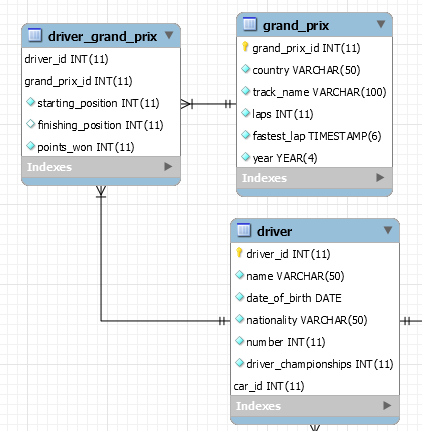 driver_grand_prix
driver_id INT(11)
grand_prix_id INT(11)
starting_position INT(11)
finishing_position INT(11)
points_won INT(11)
Indexes
grand_prix
grand_prix_id INT(11)
country VARCHAR(50)
track_name VARCHAR(100)
laps INT(11)
fastest_lap TIMESTAMP(6)
year YEAR(4)
Indexes
driver
driver_id INT(11)
name VARCHAR(50)
date_of_birth DATE
nationality VARCHAR(50)
number INT(11)
driver_championships INT(11)
car_id INT(11)
Indexes